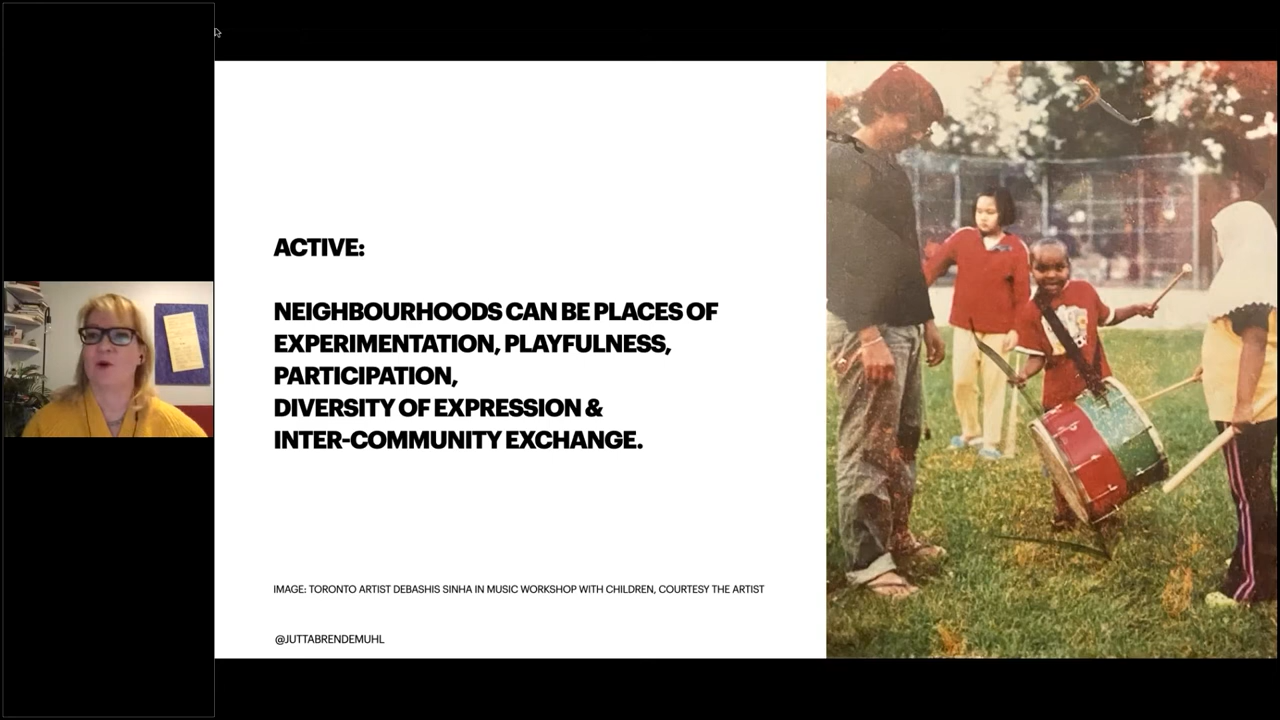 ACTIVE:
NEIGHBOURHOODS CAN BE PLACES OF
EXPERIMENTATION, PLAYFULNESS,
PARTICIPATION,
DIVERSITY OF EXPRESSION &
INTER-COMMUNITY EXCHANGE.
IMAGE: TORONTO ARTIST DEBASHIS SINHA IN MUSIC WORKSHOP WITH CHILDREN, COURTESY THE ARTIST
@JUTTABRENDEMUHL